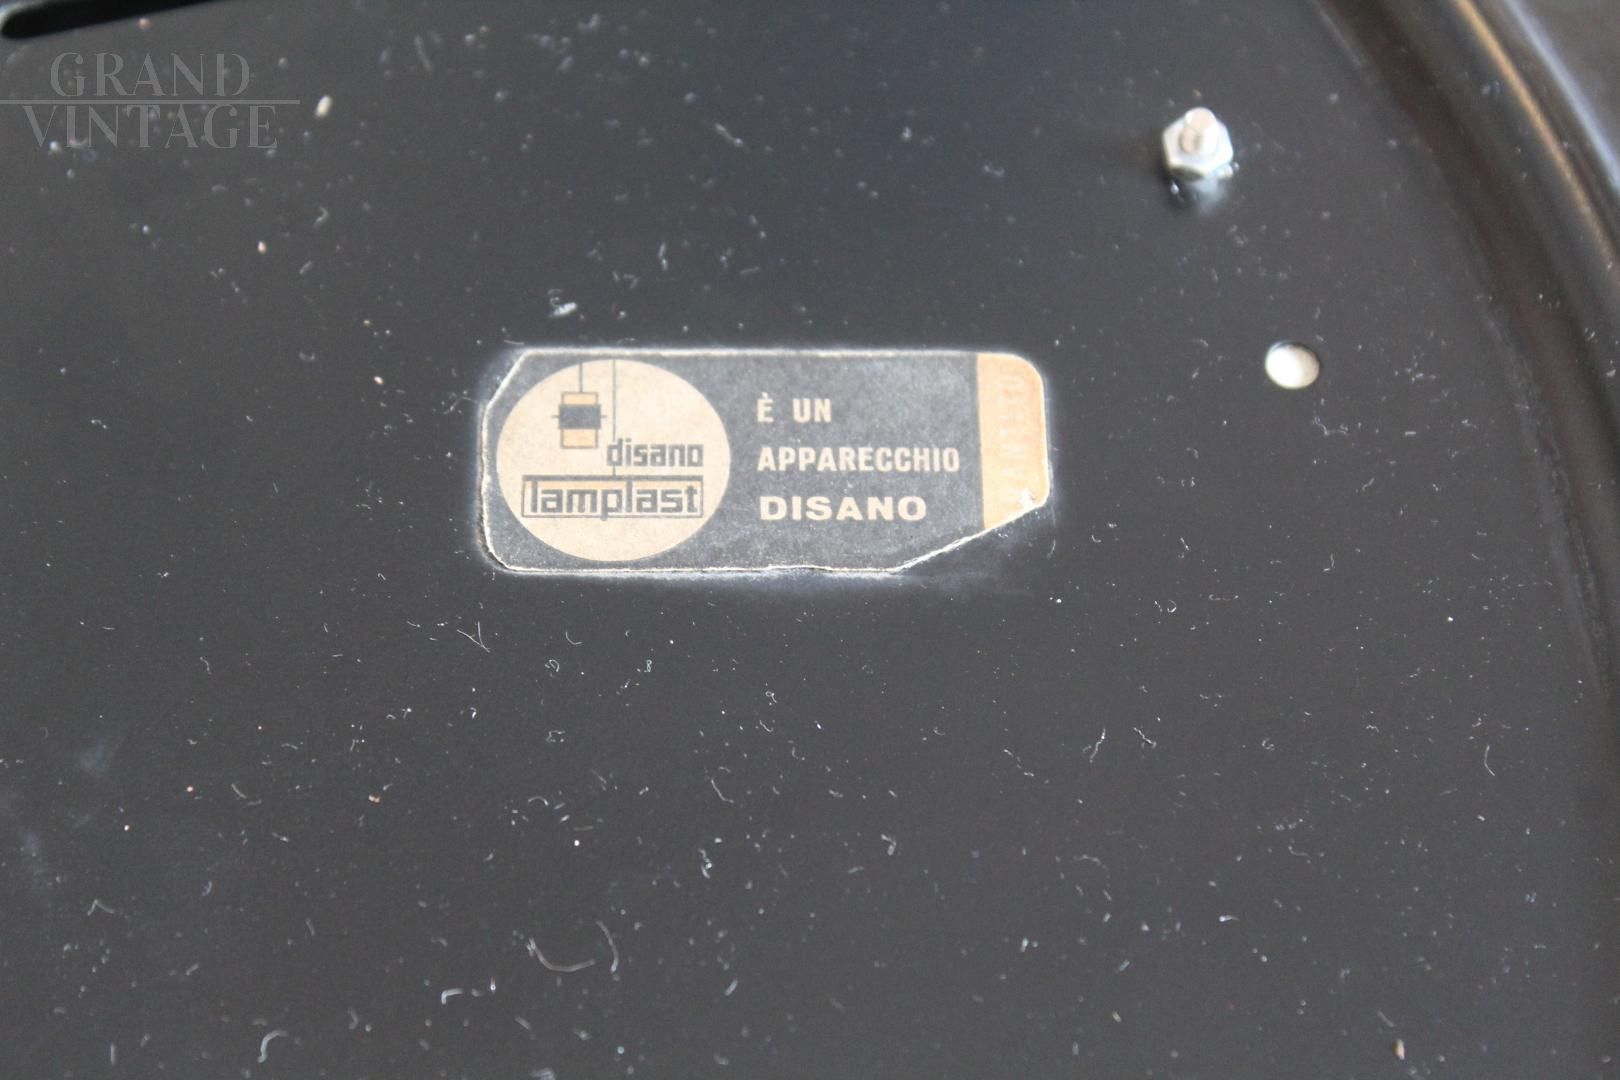 GRAND
VINTAGE
disano
lamplast
È UN
APPARECCHIO
DISANO